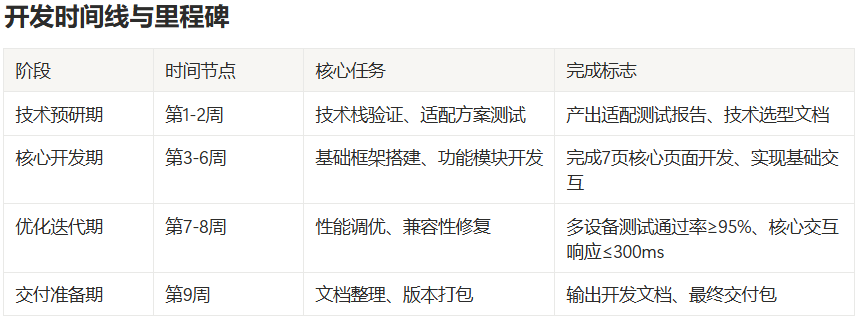 开发时间线与里程碑
阶段 时间节点 核心任务 完成标志
技术预研期 第1-2周 技术栈验证、适配方案测试 产出适配测试报告、技术选型文档
核心开发期 第3-6周 基础框架搭建、功能模块开发 完成7页核心页面开发、实现基础交
互
优化迭代期 第7-8周 性能调优、兼容性修复 多设备测试通过率≥95%、核心交互
响应≤300ms
交付准备期 第9周 文档整理、版本打包 输出开发文档、最终交付包